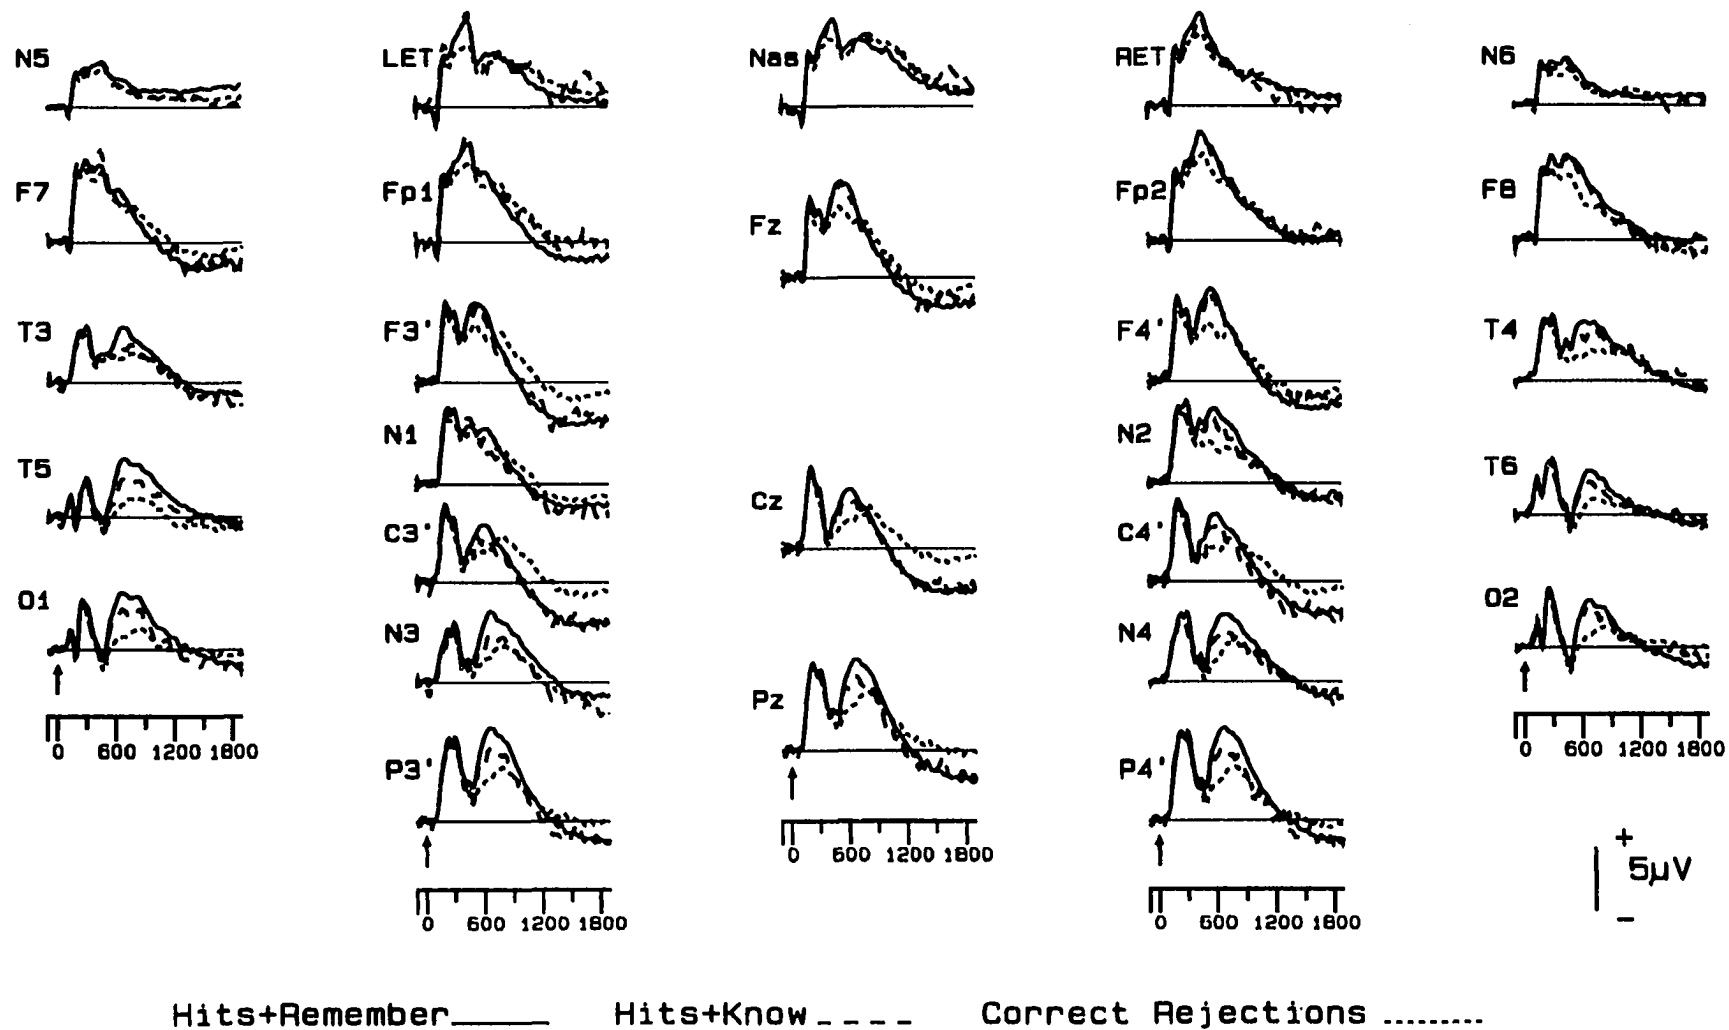 N5 LET Nas RET N6
F7 Fp1 Fz Fp2 F8
T3 F3' F4' T4
N1 N2
T5 Cz T6
C3' C4'
O1 N3 N4 O2
Pz
0 600 1200 1800 0 600 1200 1800
P3' P4'
+
5µV
-
0 600 1200 1800
0 600 1200 1800 0 600 1200 1800
Hits+Remember Hits+Know Correct Rejections